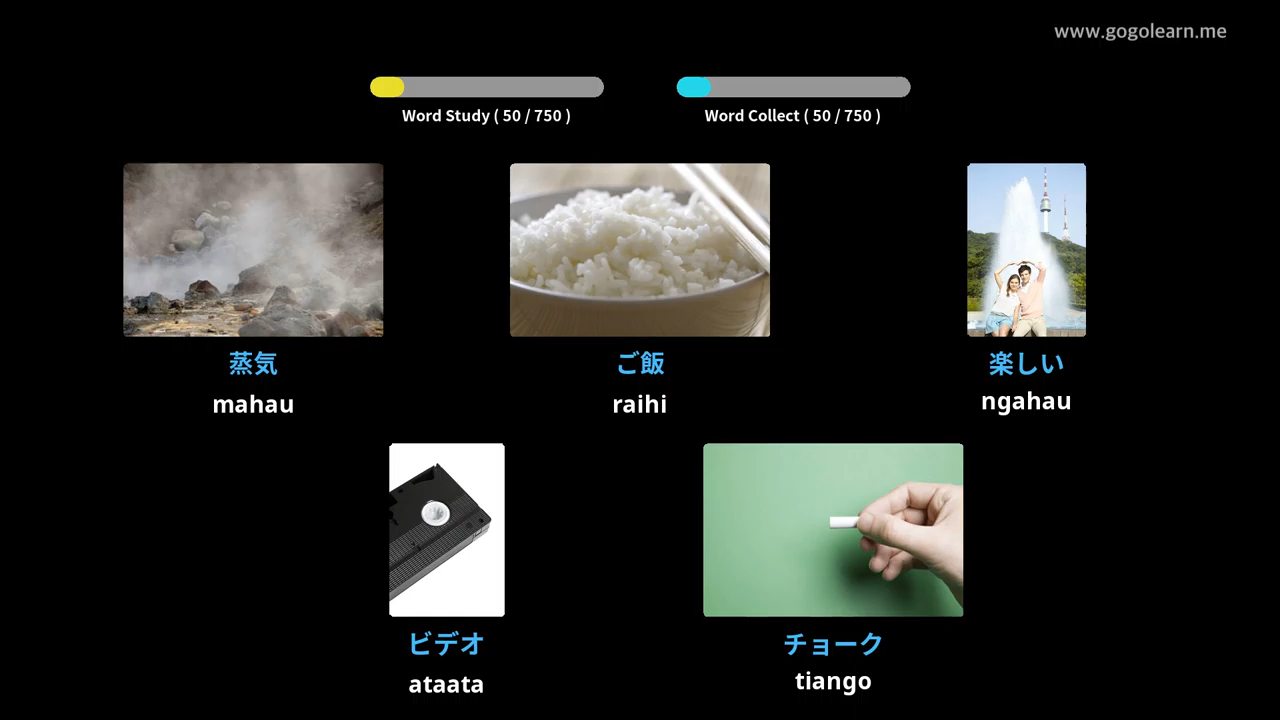 www.gogolearn.me
Word Study ( 50 / 750 )
Word Collect ( 50 / 750 )
蒸気
mahau
ご飯
raihi
楽しい
ngahau
ビデオ
ataata
チョーク
tiango